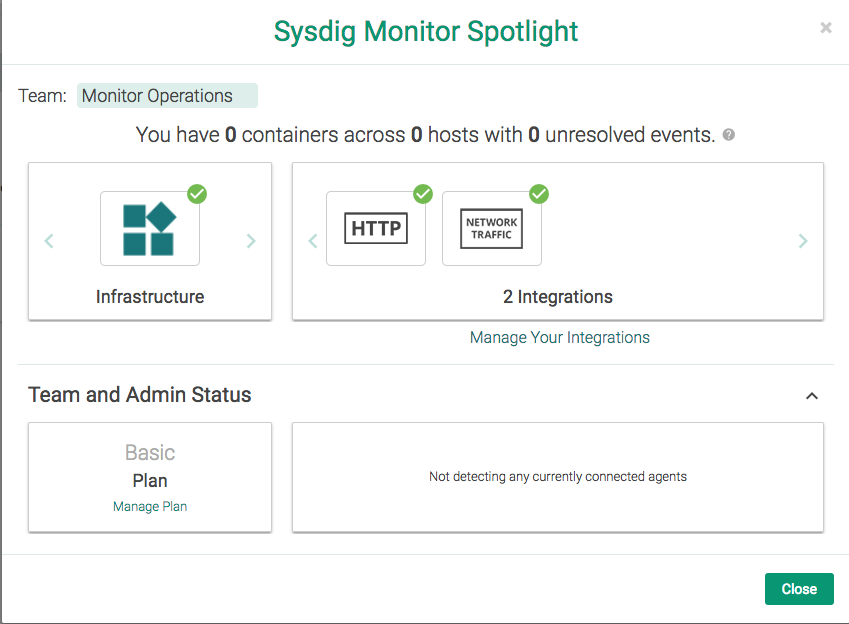 Sysdig Monitor Spotlight
Team: Monitor Operations
You have 0 containers across 0 hosts with 0 unresolved events.
?
HTTP
NETWORK
TRAFFIC
Infrastructure
2 Integrations
Manage Your Integrations
Team and Admin Status
Basic
Plan
Manage Plan
Not detecting any currently connected agents
Close